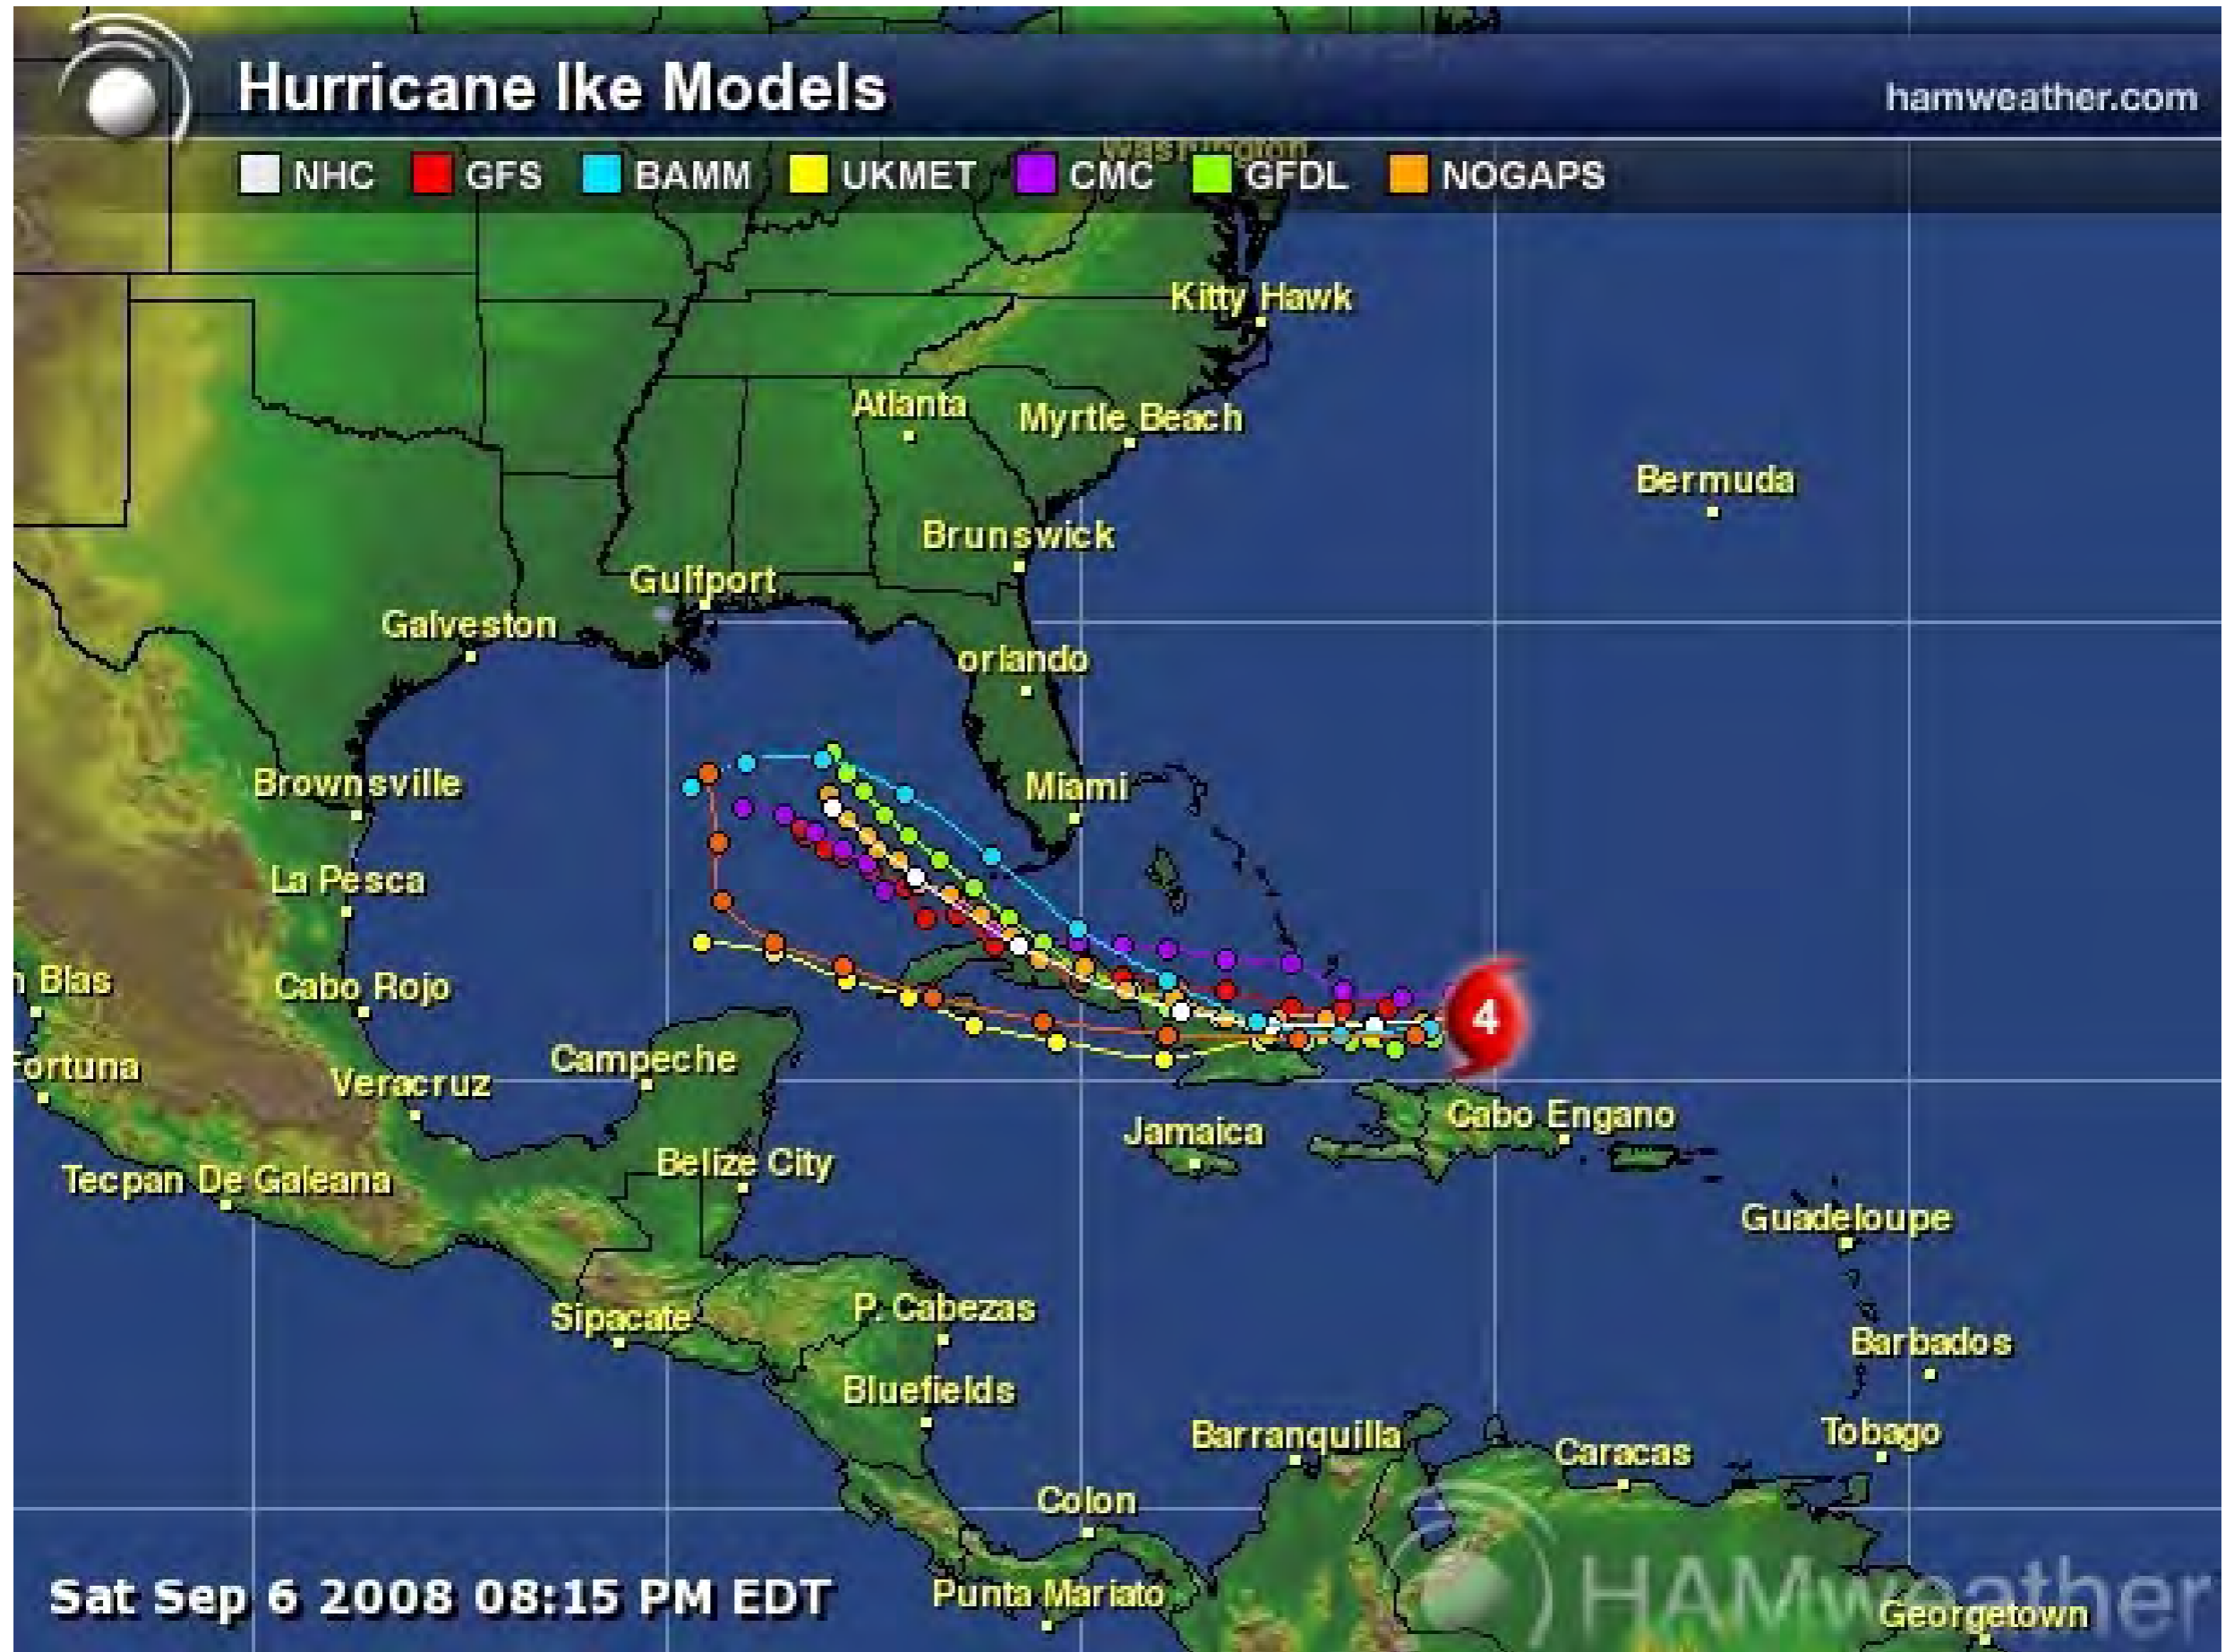 Hurricane Ike Models
hamweather.com
Washington
NHC GFS BAMM UKMET CMC GFDL NOGAPS
Kitty Hawk
Atlanta
Myrtle Beach
Bermuda
Brunswick
Gulfport
Galveston
orlando
Brownsville
Miami
La Pesca
n Blas
Cabo Rojo
4
Fortuna
Campeche
Veracruz
Cabo Engano
Jamaica
Belize City
Tecpan De Galeana
Guadeloupe
Sipacate
P. Cabezas
Barbados
Bluefields
Barranquilla
Tobago
Caracas
Colon
Sat Sep 6 2008 08:15 PM EDT
Punta Mariato
HAMweather
Georgetown